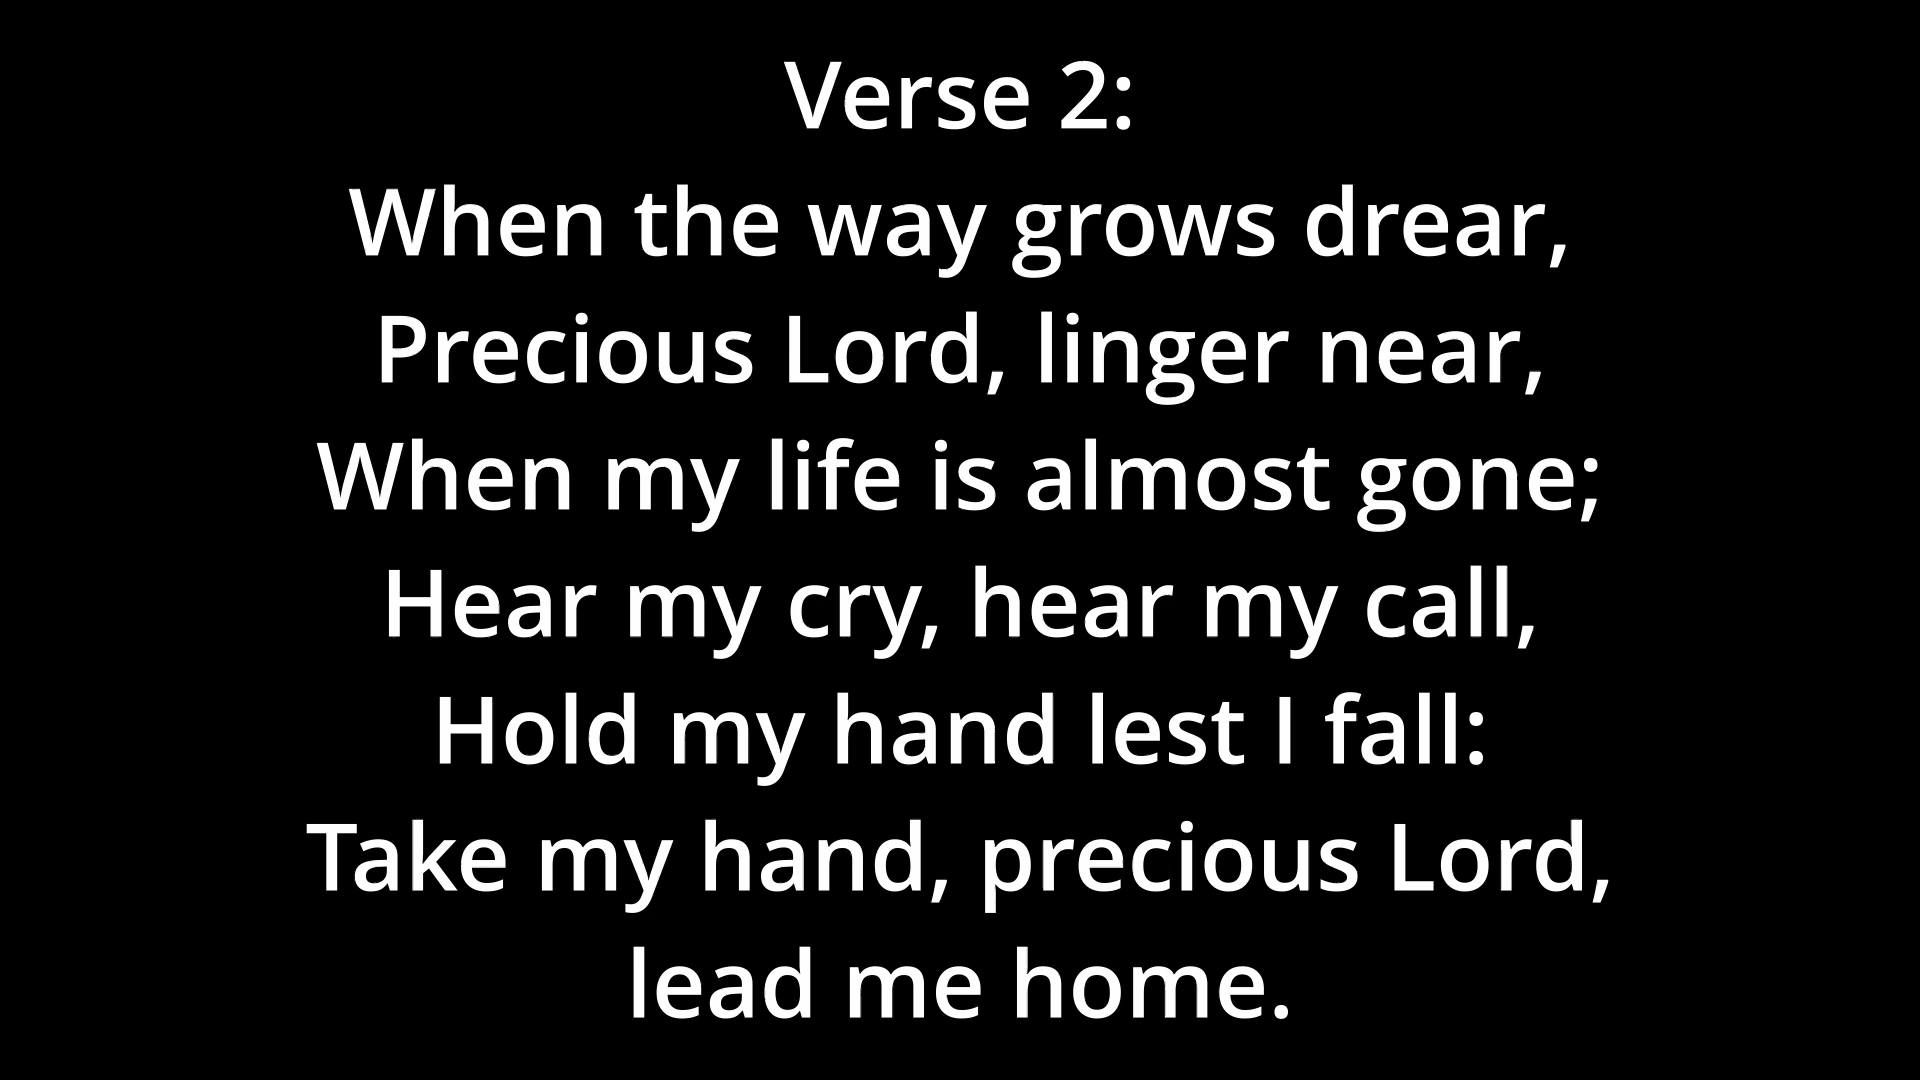 Verse 2:
When the way grows drear,
Precious Lord, linger near,
When my life is almost gone;
Hear my cry, hear my call,
Hold my hand lest I fall:
Take my hand, precious Lord,
lead me home.